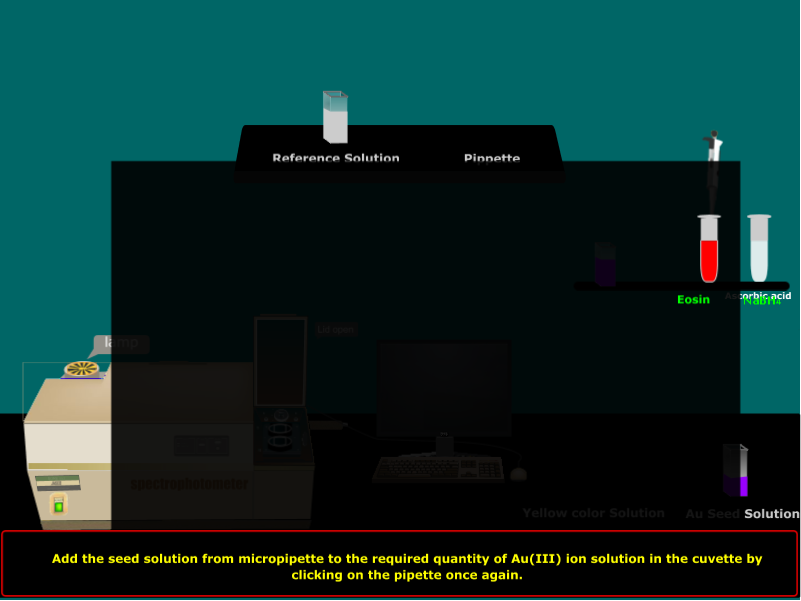 Reference Solution
Pippette
Eosin
Ascorbic acid
NaBH4
lamp
Lid open
spectrophotometer
Yellow color Solution
Au Seed Solution
Add the seed solution from micropipette to the required quantity of Au(III) ion solution in the cuvette by
clicking on the pipette once again.